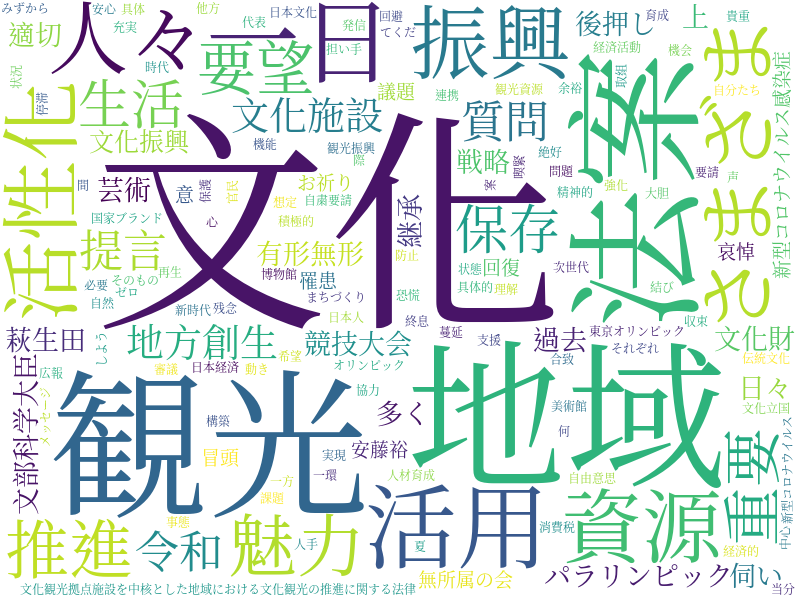 みずから
安心
具体
他方
代表
日本文化
発信
回避
育成
貴重
充実
てくだ
適切
人々
一日
振興
後押し
上
時代
担い手
経済活動
機会
要望
状況
停滞
生活
文化施設
議題
連携
観光資源
余裕
取組
自分たち
法案
さまざま
新型コロナウイルス感染症
活性化
文化振興
機能
観光振興
質問
絶好
戦略
際
案
喫緊
問題
要請
声
文化
芸術
意
保護
官民
お祈り
想定
自粛要請
継承
精神的
強化
大胆
間
国家ブランド
心
積極的
保存
哀悼
提言
有形無形
防止
博物館
罹患
状態
回復
次世代
必要
そのもの
再生
ゼロ
まちづくり
恐慌
具体的
理解
結び
自然
新時代
残念
日本人
終息
蔓延
支援
東京オリンピック
収束
萩生田
しよう
地方創生
競技大会
過去
それぞれ
文化財
希望
オリンピック
合致
伝統文化
広報
審議
日本経済
動き
協力
地域
日々
文部科学大臣
メッセージ
観光
構築
多く
美術館
文化立国
何
冒頭
実現
安藤裕
重要
中心
新型コロナウイルス
一方
一環
人材育成
自由意思
課題
活用
資源
推進
令和
魅力
事態
人手
夏
消費税
経済的
無所属の会
パラリンピック
伺い
文化観光拠点施設を中核とした地域における文化観光の推進に関する法律
当分